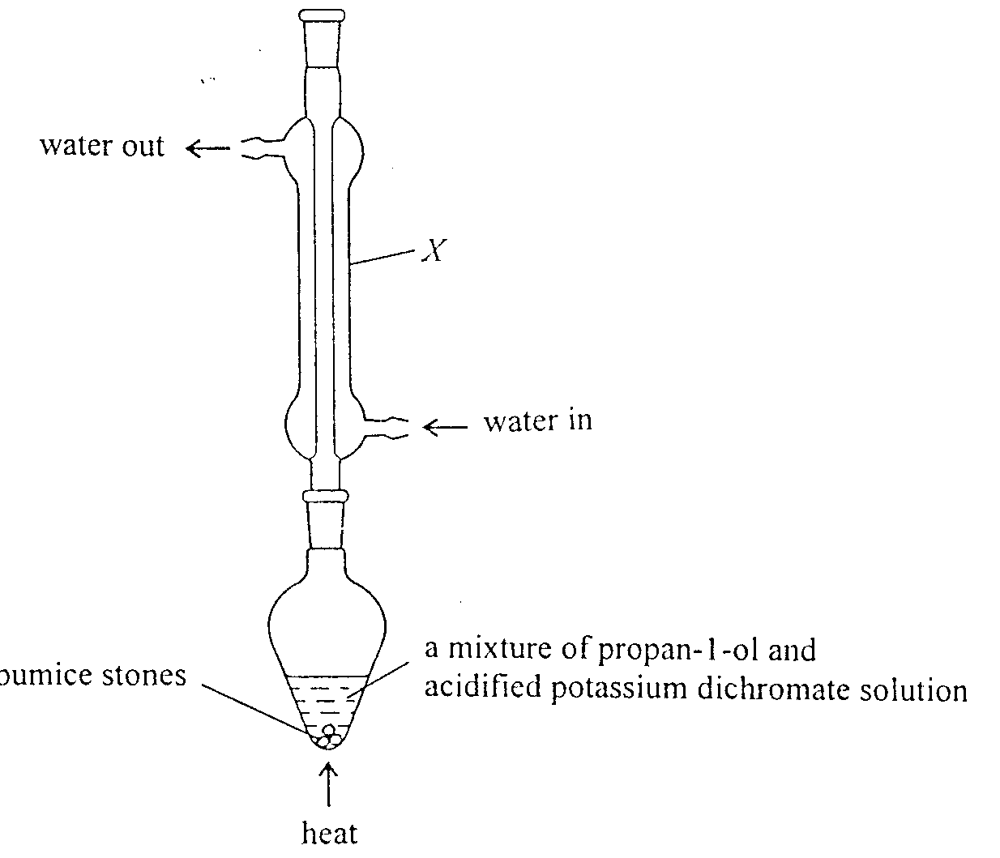 water out
X
water in
a mixture of propan-1-ol and
acidified potassium dichromate solution
pumice stones
heat